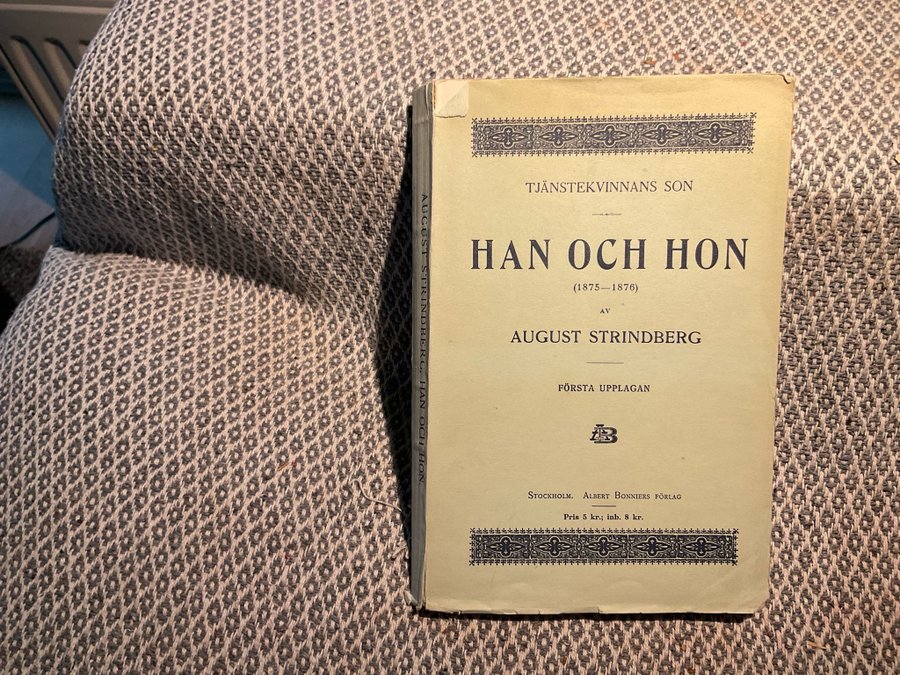 TJÄNSTEKVINNANS SON
HAN OCH HON
(1875—1876)
AV
AUGUST STRINDBERG
FÖRSTA UPPLAGAN
STOCKHOLM. ALBERT BONNIERS FÖRLAG
Pris 5 kr.; inb. 8 kr.
AUGUST STRINDBERG, HAN OCH HON